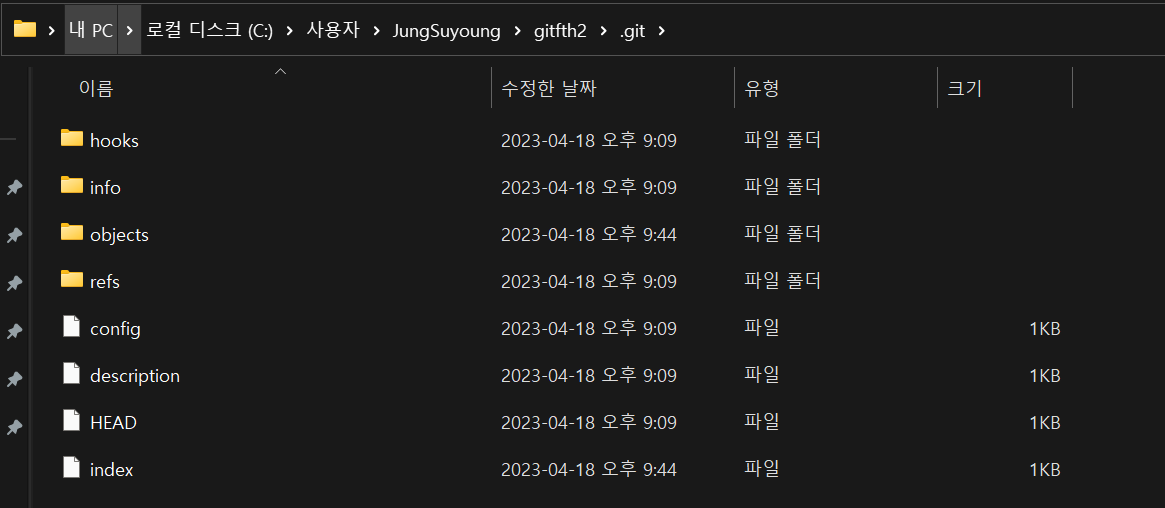 내 PC 로컬 디스크 (C:) 사용자 JungSuyoung gitfth2 .git
이름 수정한 날짜 유형 크기
hooks 2023-04-18 오후 9:09 파일 폴더
info 2023-04-18 오후 9:09 파일 폴더
objects 2023-04-18 오후 9:44 파일 폴더
refs 2023-04-18 오후 9:09 파일 폴더
config 2023-04-18 오후 9:09 파일 1KB
description 2023-04-18 오후 9:09 파일 1KB
HEAD 2023-04-18 오후 9:09 파일 1KB
index 2023-04-18 오후 9:44 파일 1KB